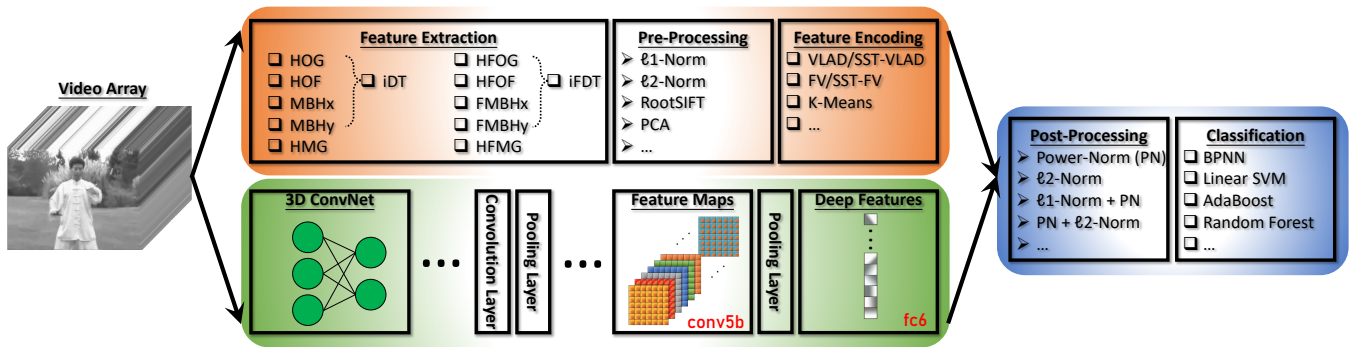 Video Array
Feature Extraction
❑ HOG
❑ HOF
❑ MBHx
❑ MBHy
❑ HMG
❑ iDT
❑ HFOG
❑ HFOF
❑ FMBHx
❑ FMBHy
❑ HFMG
❑ iFDT
Pre-Processing
➢ ℓ1-Norm
➢ ℓ2-Norm
➢ RootSIFT
➢ PCA
➢ ...
Feature Encoding
❑ VLAD/SST-VLAD
❑ FV/SST-FV
❑ K-Means
❑ ...
3D ConvNet
Convolution Layer
Pooling Layer
Feature Maps
conv5b
Pooling Layer
Deep Features
fc6
Post-Processing
➢ Power-Norm (PN)
➢ ℓ2-Norm
➢ ℓ1-Norm + PN
➢ PN + ℓ2-Norm
➢ ...
Classification
❑ BPNN
❑ Linear SVM
❑ AdaBoost
❑ Random Forest
❑ ...